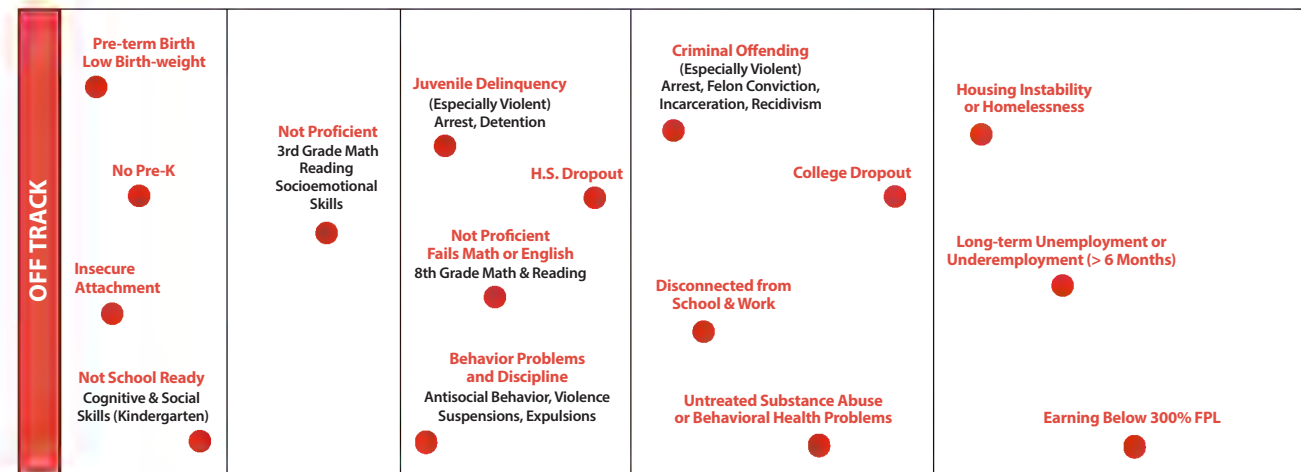 OFF TRACK
Pre-term Birth
Low Birth-weight
No Pre-K
Insecure
Attachment
Not School Ready
Cognitive & Social
Skills (Kindergarten)
Not Proficient
3rd Grade Math
Reading
Socioemotional
Skills
Juvenile Delinquency
(Especially Violent)
Arrest, Detention
H.S. Dropout
Not Proficient
Fails Math or English
8th Grade Math & Reading
Behavior Problems
and Discipline
Antisocial Behavior, Violence
Suspensions, Expulsions
Criminal Offending
(Especially Violent)
Arrest, Felon Conviction,
Incarceration, Recidivism
College Dropout
Disconnected from
School & Work
Untreated Substance Abuse
or Behavioral Health Problems
Housing Instability
or Homelessness
Long-term Unemployment or
Underemployment (> 6 Months)
Earning Below 300% FPL